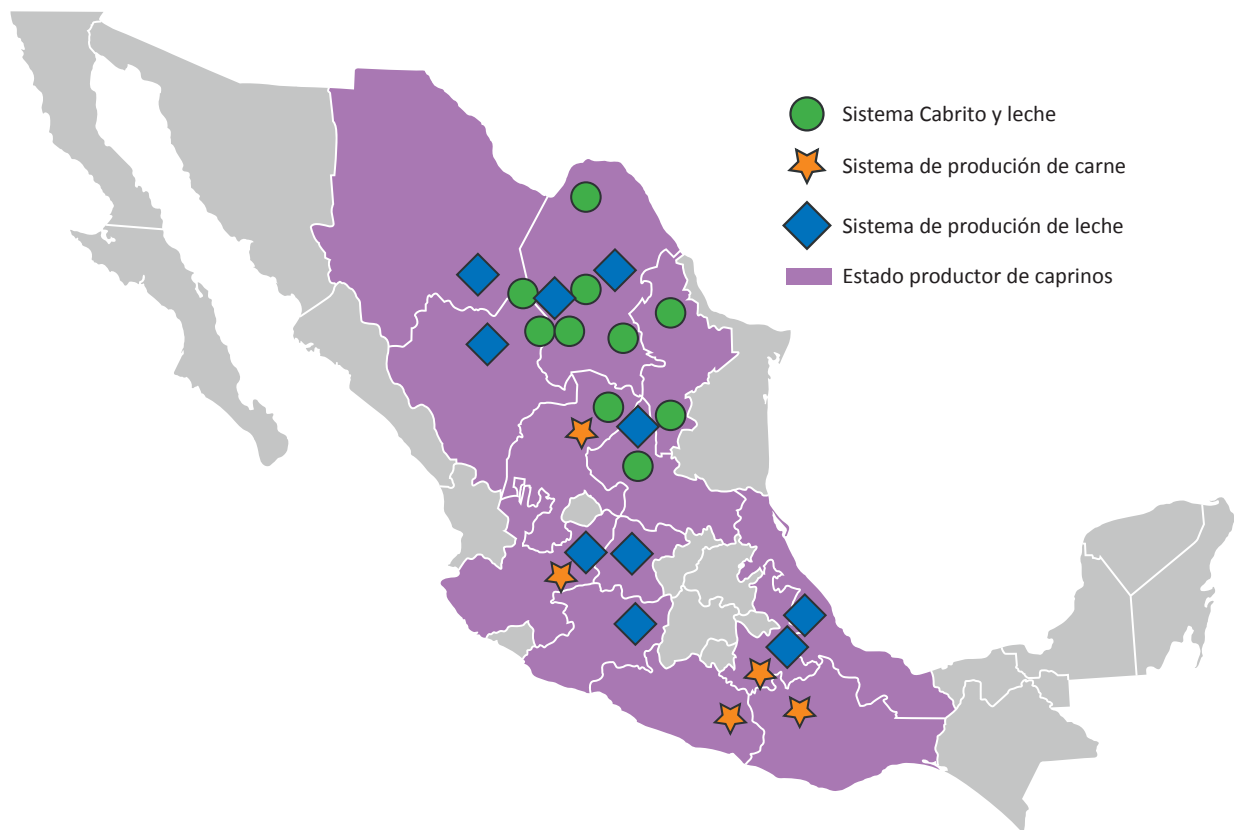 Sistema Cabrito y leche
Sistema de produción de carne
Sistema de produción de leche
Estado productor de caprinos